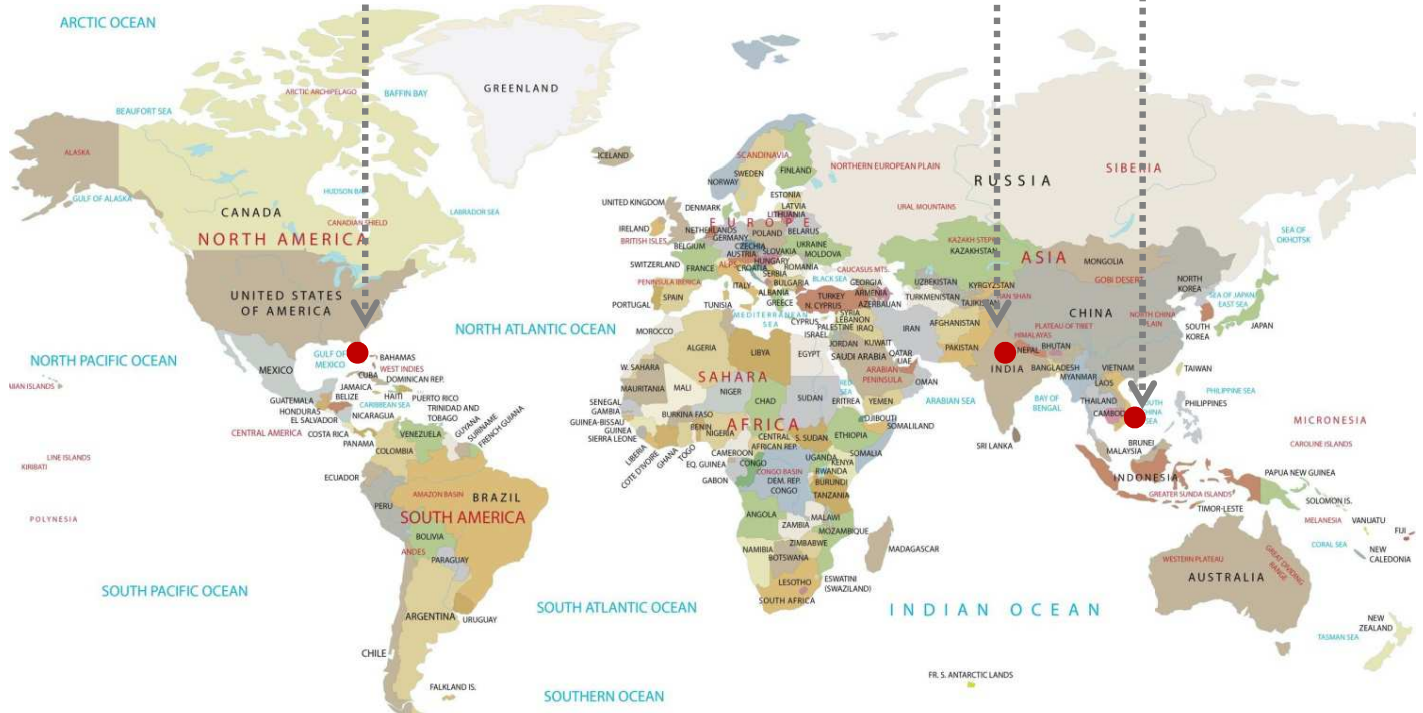 ARCTIC OCEAN
GREENLAND
ARCTIC ARCHIPELAGO
BAFFIN BAY
BEAUFORT SEA
ALASKA
GULF OF ALASKA
HUDSON BA
LABRADOR SEA
CANADA
CANADIAN SHIELD
NORTH AMERICA
UNITED STATES
OF AMERICA
NORTH PACIFIC OCEAN
NORTH ATLANTIC OCEAN
GULF OF
MEXICO
MEXICO
BAHAMAS
WEST INDIES
CUBA
DOMINICAN REP.
JAMAICA
HAITI
PUERTO RICO
BELIZE
GUATEMALA
HONDURAS
EL SALVADOR
CARIBBEAN SEA
NICARAGUA
TRINIDAD AND
TOBAGO
CENTRAL AMERICA
COSTA RICA
PANAMA
VENEZUELA
GUYANA
SURINAME
FRENCH GUIANA
COLOMBIA
ECUADOR
AIIAN ISLANDS
LINE ISLANDS
KIRIBATI
POLYNESIA
AMAZON BASIN
BRAZIL
PERU
SOUTH AMERICA
BOLIVIA
ANDES
PARAGUAY
SOUTH PACIFIC OCEAN
SOUTH ATLANTIC OCEAN
ARGENTINA
URUGUAY
CHILE
FALKLAND IS.
SOUTHERN OCEAN
ICELAND
SCANDINAVIA
NORWAY
SWEDEN
FINLAND
NORTHERN EUROPEAN PLAIN
RUSSIA
SIBERIA
UNITED KINGDOM
DENMARK
ESTONIA
LATVIA
LITHUANIA
URAL MOUNTAINS
IRELAND
EUROPE
NETHERLANDS
BELARUS
BRITISH ISLES
BELGIUM
GERMANY
POLAND
CZECHIA
UKRAINE
SLOVAKIA
MOLDOVA
AUSTRIA
HUNGARY
SWITZERLAND
FRANCE
ALPS
CROATIA
ROMANIA
SERBIA
PENINSULA IBERICA
BULGARIA
BLACK SEA
CAUCASUS MTS.
GEORGIA
ITALY
ALBANIA
ARMENIA
PORTUGAL
SPAIN
GREECE
TURKEY
AZERBAIJAN
TUNISIA
N. CYPRUS
MEDITERRANEAN
SEA
CYPRUS
SYRIA
LEBANON
ISRAEL
PALESTINE
IRAQ
IRAN
MOROCCO
JORDAN
KUWAIT
ALGERIA
LIBYA
EGYPT
SAUDI ARABIA
QATAR
UAE
W. SAHARA
SAHARA
ARABIAN
PENINSULA
OMAN
MAURITANIA
MALI
NIGER
CHAD
SUDAN
RED
SEA
ERITREA
YEMEN
ARABIAN SEA
SENEGAL
GAMBIA
GUINEA-BISSAU
GUINEA
SIERRA LEONE
BURKINA FASO
BENIN
NIGERIA
AFRICA
DJIBOUTI
SOMALILAND
LIBERIA
COTE D'IVOIRE
GHANA
TOGO
CAMEROON
CENTRAL
AFRICAN REP.
S. SUDAN
ETHIOPIA
SOMALIA
EQ. GUINEA
CONGO
UGANDA
KENYA
GABON
CONGO BASIN
RWANDA
DEM. REP.
CONGO
BURUNDI
TANZANIA
ANGOLA
MALAWI
ZAMBIA
MOZAMBIQUE
NAMIBIA
ZIMBABWE
BOTSWANA
MADAGASCAR
LESOTHO
ESWATINI
(SWAZILAND)
SOUTH AFRICA
KAZAKH STEPPE
KAZAKHSTAN
ASIA
MONGOLIA
GOBI DESERT
SEA OF
OKHOTSK
UZBEKISTAN
KYRGYZSTAN
TURKMENISTAN
TAJIKISTAN
TIAN SHAN
NORTH
KOREA
SEA OF JAPAN
EAST SEA
CHINA
NORTH CHINA
PLAIN
AFGHANISTAN
PLATEAU OF TIBET
HIMALAYAS
SOUTH
KOREA
JAPAN
PAKISTAN
NEPAL
BHUTAN
INDIA
BANGLADESH
VIETNAM
TAIWAN
MYANMAR
LAOS
BAY OF
BENGAL
THAILAND
PHILIPPINE SEA
PHILIPPINES
CAMBOD
OUTH
INA
SEA
SRI LANKA
BRUNEI
MALAYSIA
MICRONESIA
CAROLINE ISLANDS
INDONESIA
PAPUA NEW GUINEA
GREATER SUNDA ISLANDS
SOLOMON IS.
TIMOR-LESTE
MELANESIA
VANUATU
FIJI
CORAL SEA
NEW
CALEDONIA
WESTERN PLATEAU
GREAT DIVIDING
RANGE
AUSTRALIA
INDIAN OCEAN
NEW
ZEALAND
TASMAN SEA
FR. S. ANTARCTIC LANDS